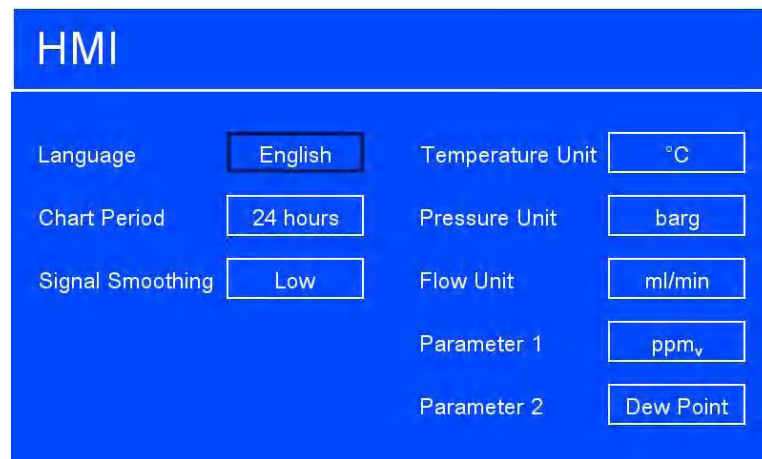 HMI
Language English Temperature Unit °C
Chart Period 24 hours Pressure Unit barg
Signal Smoothing Low Flow Unit ml/min
Parameter 1 ppmᵥ
Parameter 2 Dew Point